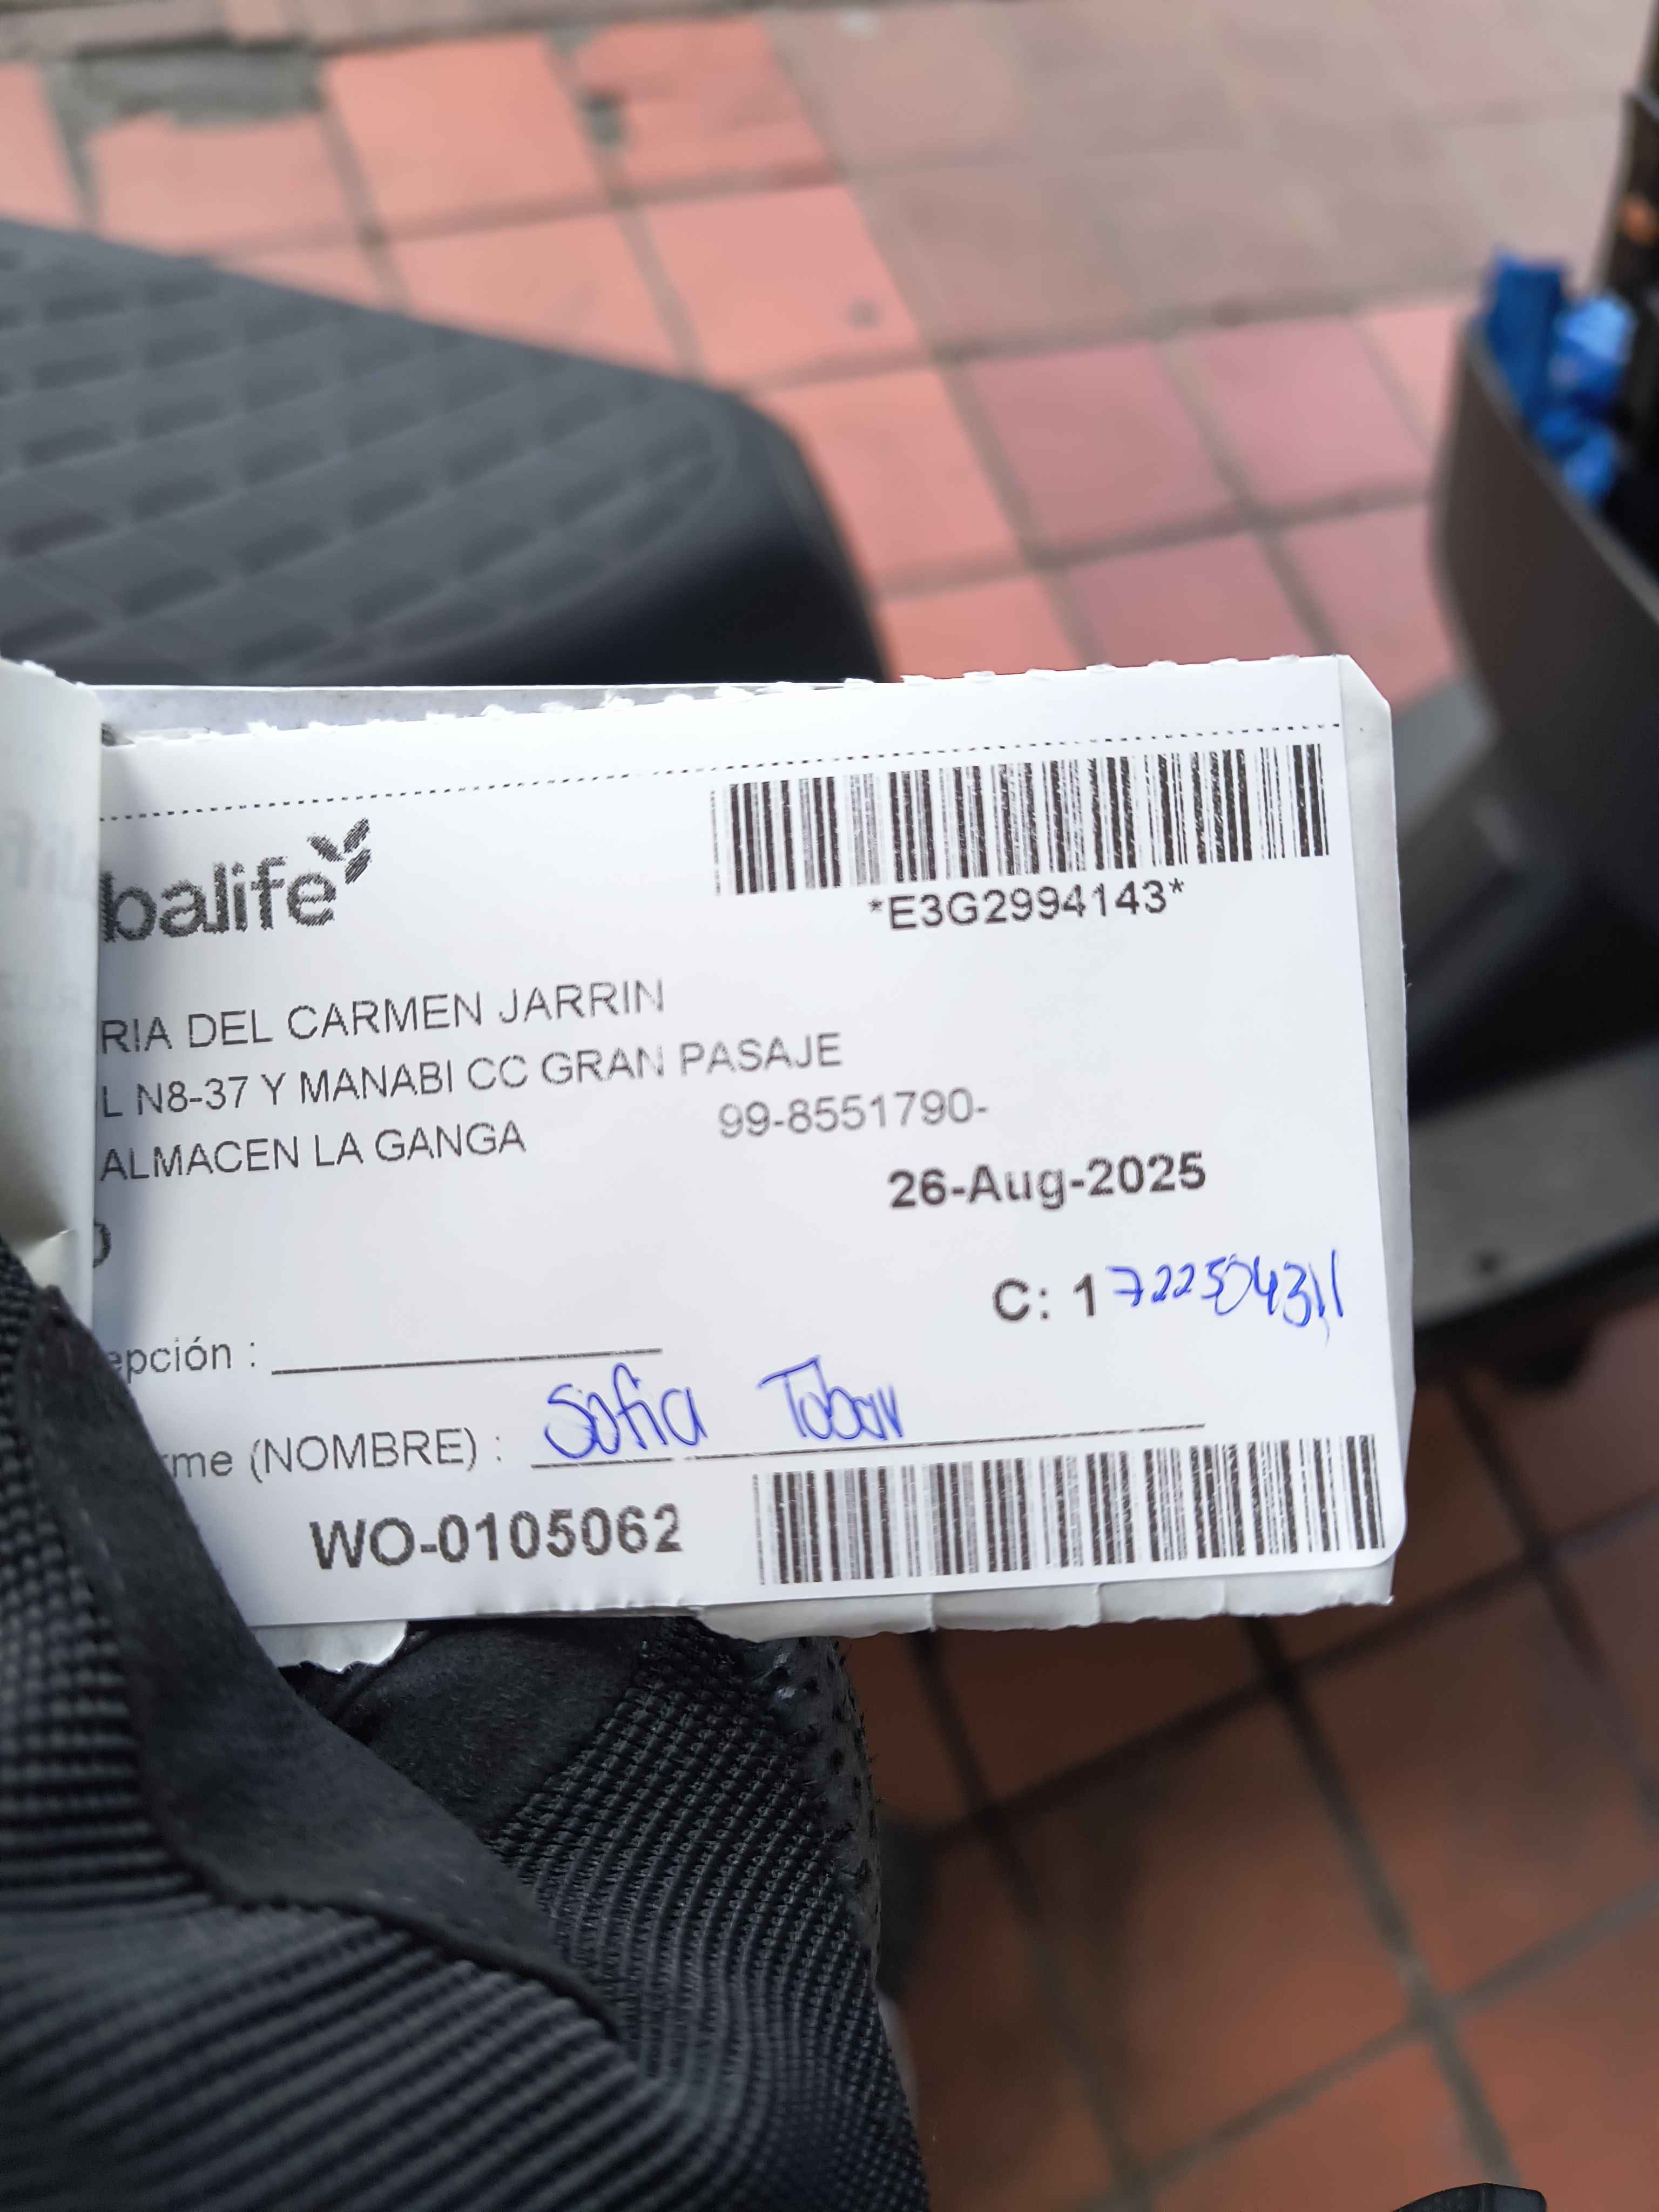 balife
*E3G2994143*
RIA DEL CARMEN JARRIN
L N8-37 Y MANABI CC GRAN PASAJE
ALMACEN LA GANGA 99-8551790-
26-Aug-2025
C: 1722504311
epción :
rme (NOMBRE) : Sofia Tobar
WO-0105062